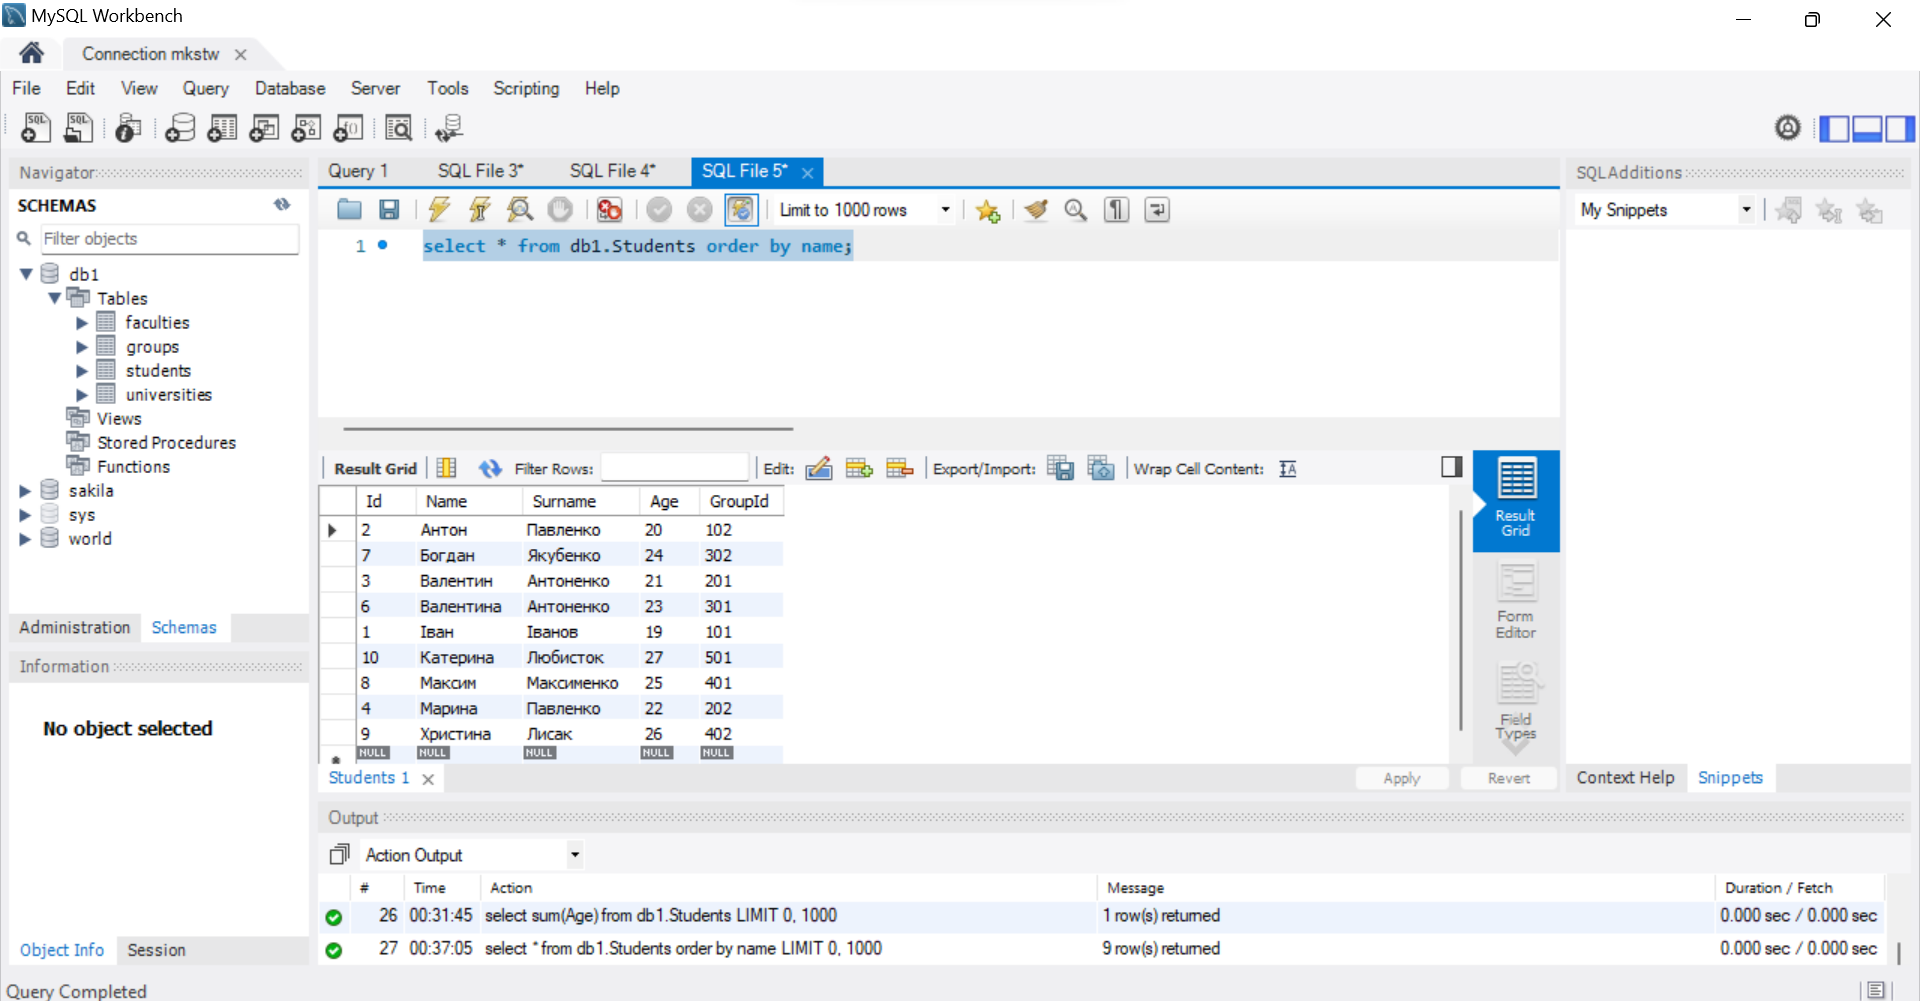 MySQL Workbench
Connection mkstw
File Edit View Query Database Server Tools Scripting Help
Navigator
SCHEMAS
Filter objects
db1
Tables
faculties
groups
students
universities
Views
Stored Procedures
Functions
sakila
sys
world
Administration Schemas
Information
No object selected
Object Info Session
Query 1 SQL File 3* SQL File 4* SQL File 5*
Limit to 1000 rows
1 select * from db1.Students order by name;
Result Grid Filter Rows: Edit: Export/Import: Wrap Cell Content:
Id Name Surname Age GroupId
2 Антон Павленко 20 102
7 Богдан Якубенко 24 302
3 Валентин Антоненко 21 201
6 Валентина Антоненко 23 301
1 Іван Іванов 19 101
10 Катерина Любисток 27 501
8 Максим Максименко 25 401
4 Марина Павленко 22 202
9 Христина Лисак 26 402
NULL NULL NULL NULL NULL
Result
Grid
Form
Editor
Field
Types
Students 1
Apply Revert
SQLAdditions
My Snippets
Context Help Snippets
Output
Action Output
# Time Action Message Duration / Fetch
26 00:31:45 select sum(Age) from db1.Students LIMIT 0, 1000 1 row(s) returned 0.000 sec / 0.000 sec
27 00:37:05 select * from db1.Students order by name LIMIT 0, 1000 9 row(s) returned 0.000 sec / 0.000 sec
Query Completed